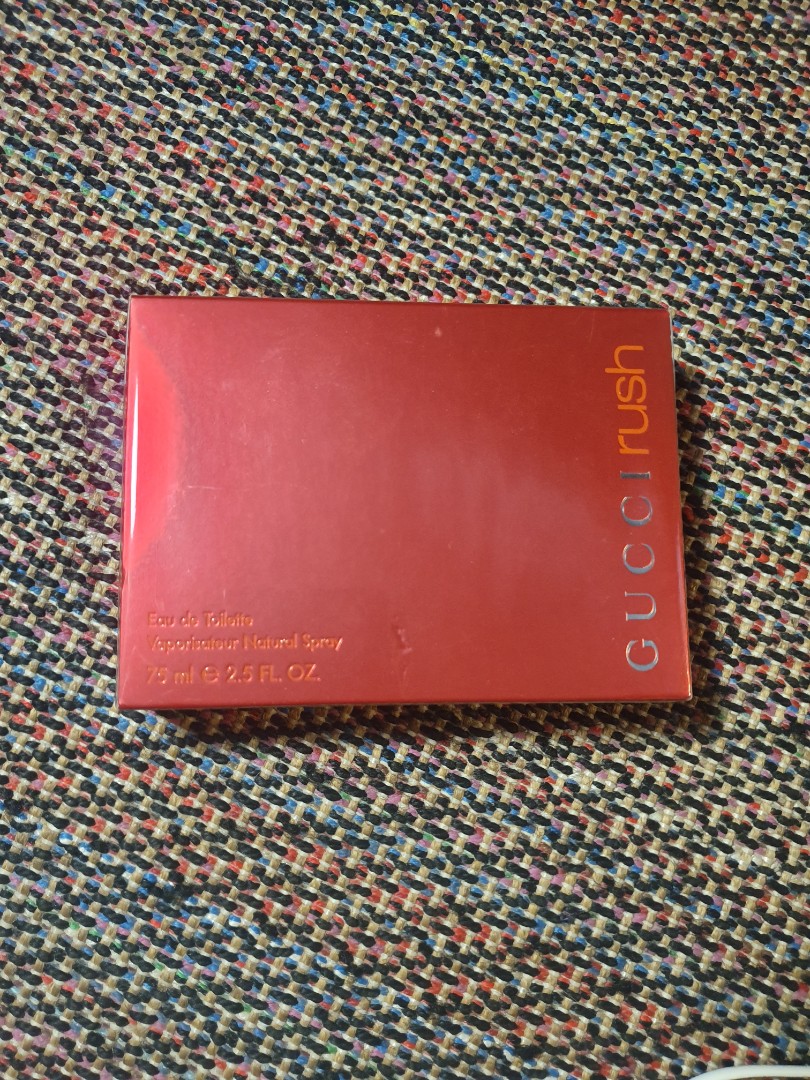 GUCCI rush
Eau de Toilette
Vaporisateur Natural Spray
75 ml ℮ 2.5 FL. OZ.